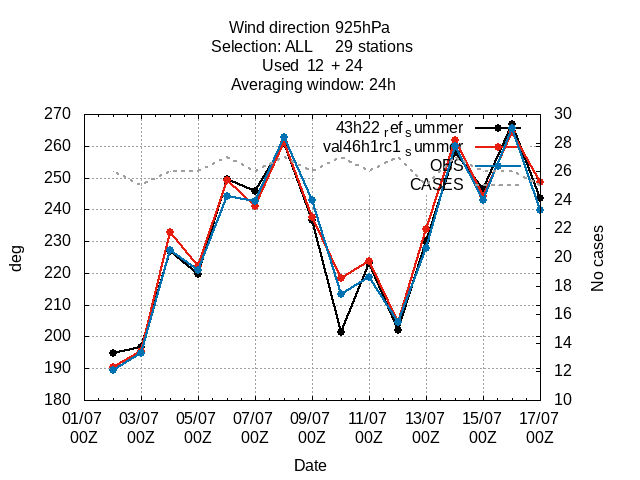 Wind direction 925hPa
Selection: ALL 29 stations
Used 12 + 24
Averaging window: 24h
270 30
260 28
250 26
240 24
230 22
220 20
210 18
200 16
190 14
180 12
10
43h22 ref summer
val46h1rc1 summer
OBS
CASES
deg
No cases
01/07 03/07 05/07 07/07 09/07 11/07 13/07 15/07 17/07
00Z 00Z 00Z 00Z 00Z 00Z 00Z 00Z 00Z
Date